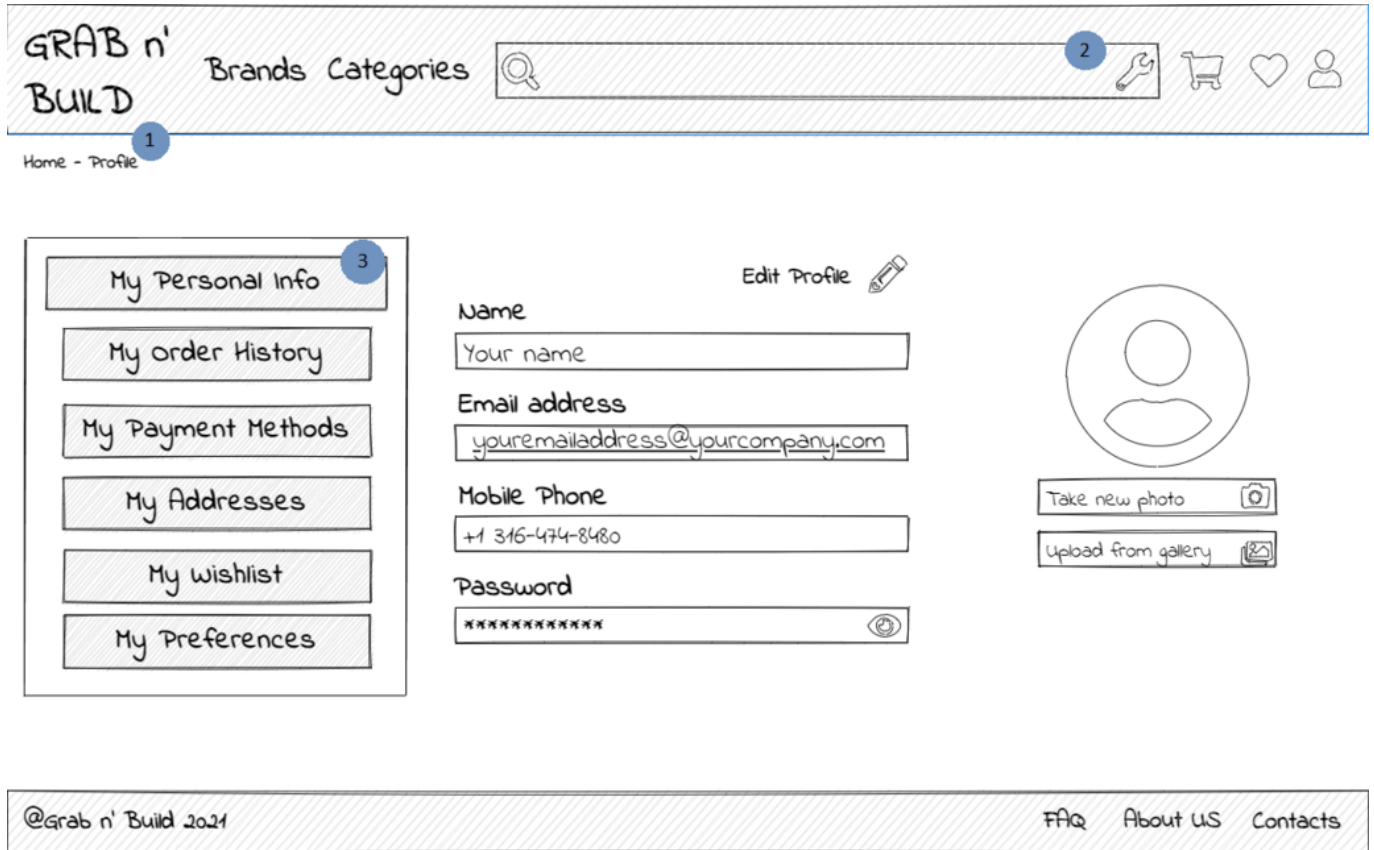 GRAB n'
BUILD
Brands Categories
2
1
Home - Profile
3
My Personal Info
My order History
My Payment Methods
My Addresses
My wishlist
My Preferences
Edit Profile
Name
Your name
Email address
youremailaddress@yourcompany.com
Mobile Phone
+1 316-474-8480
Password
************
Take new photo
upload from gallery
@Grab n' Build 2021
FAQ About US Contacts